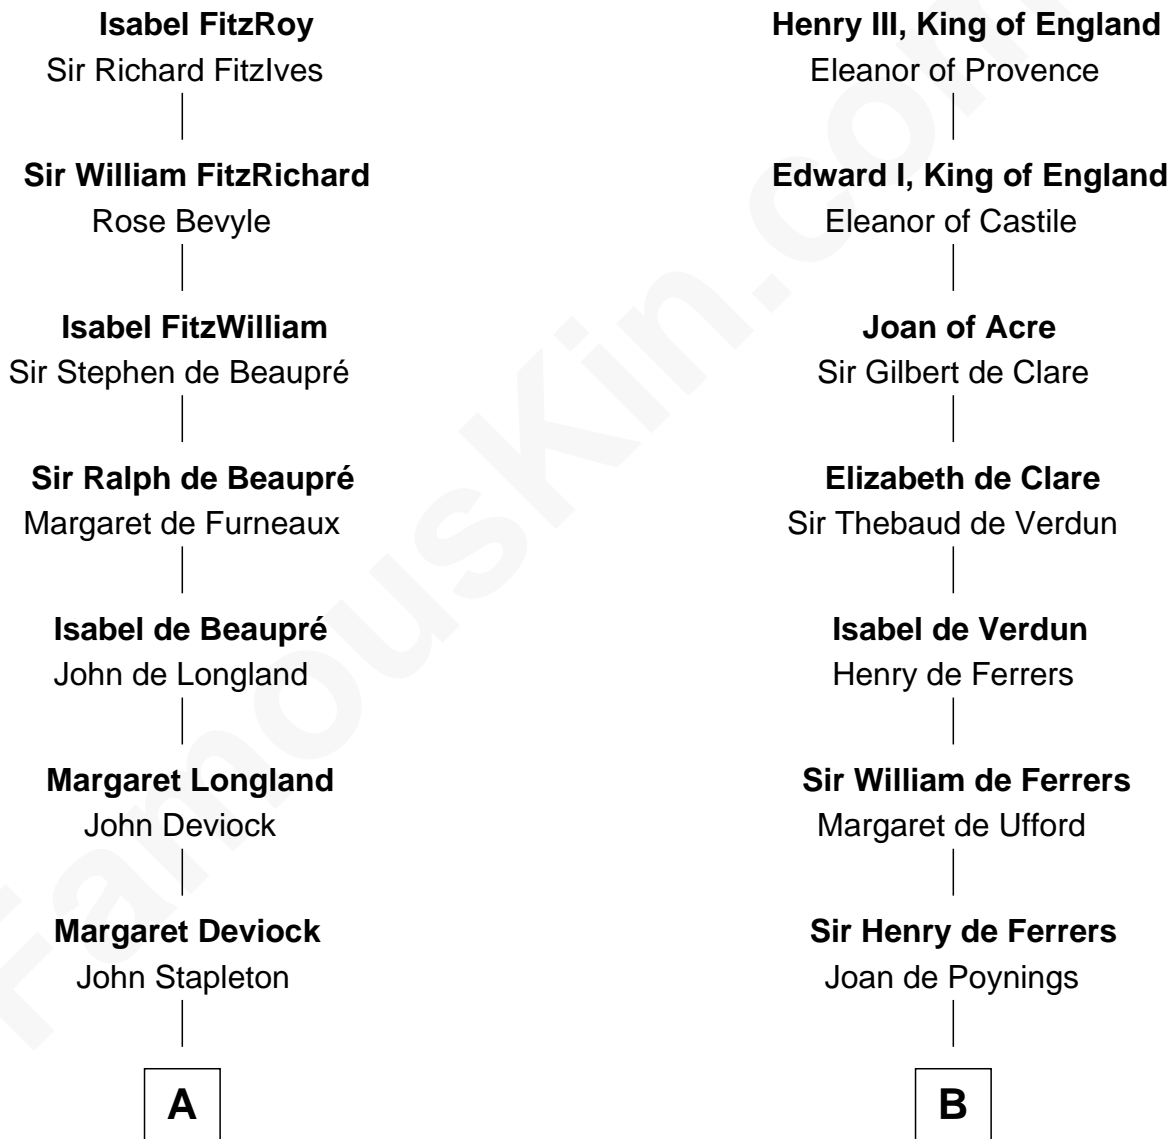 Isabel FitzRoy
Sir Richard FitzIves
Sir William FitzRichard
Rose Bevyle
Isabel FitzWilliam
Sir Stephen de Beaupré
Sir Ralph de Beaupré
Margaret de Furneaux
Isabel de Beaupré
John de Longland
Margaret Longland
John Deviock
Margaret Deviock
John Stapleton
A
Henry III, King of England
Eleanor of Provence
Edward I, King of England
Eleanor of Castile
Joan of Acre
Sir Gilbert de Clare
Elizabeth de Clare
Sir Thebaud de Verdun
Isabel de Verdun
Henry de Ferrers
Sir William de Ferrers
Margaret de Ufford
Sir Henry de Ferrers
Joan de Poynings
B
FamousKin.com